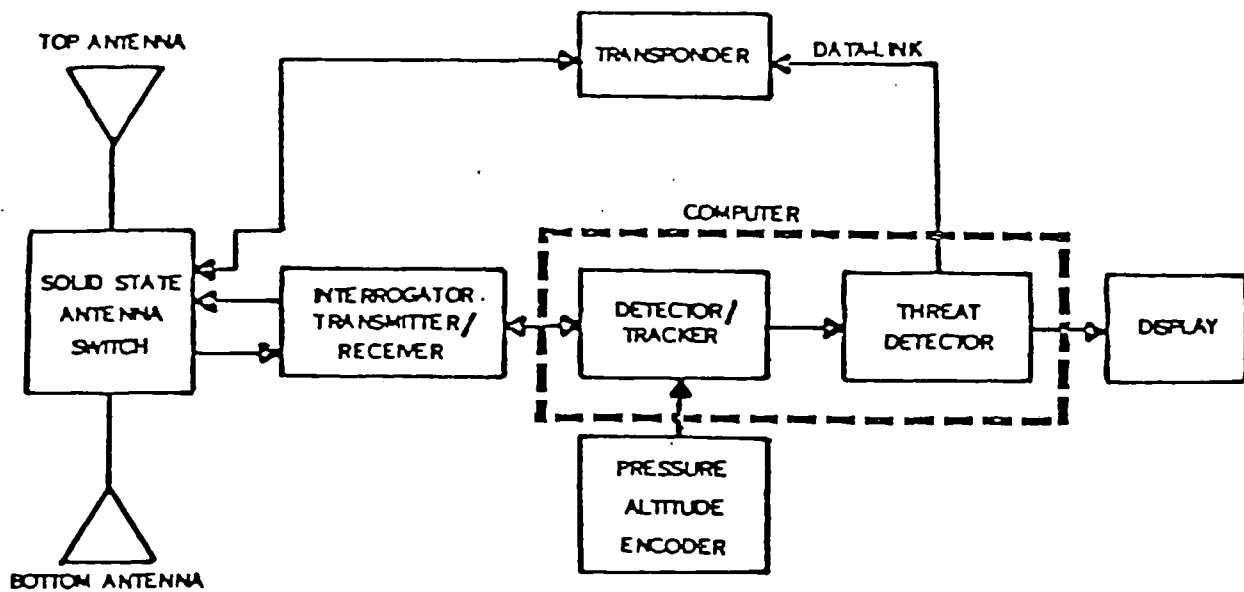 TOP ANTENNA
TRANSPONDER
DATA-LINK
COMPUTER
SOLID STATE
ANTENNA
SWITCH
INTERROGATOR
TRANSMITTER/
RECEIVER
DETECTOR/
TRACKER
THREAT
DETECTOR
DISPLAY
PRESSURE
ALTITUDE
ENCODER
BOTTOM ANTENNA